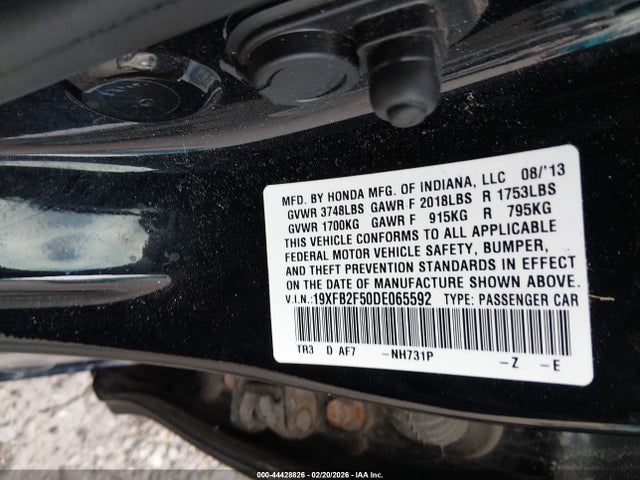 MFD. BY HONDA MFG. OF INDIANA, LLC 08/'13
GVWR 3748LBS GAWR F 2018LBS R 1753LBS
GVWR 1700KG GAWR F 915KG R 795KG
THIS VEHICLE CONFORMS TO ALL APPLICABLE
FEDERAL MOTOR VEHICLE SAFETY, BUMPER,
AND THEFT PREVENTION STANDARDS IN EFFECT
ON THE DATE OF MANUFACTURE SHOWN ABOVE.
V.I.N.:19XFB2F50DE065592 TYPE: PASSENGER CAR
TR3 D AF7 -NH731P -Z -E
000-44428826 - 02/20/2026 - IAA Inc.